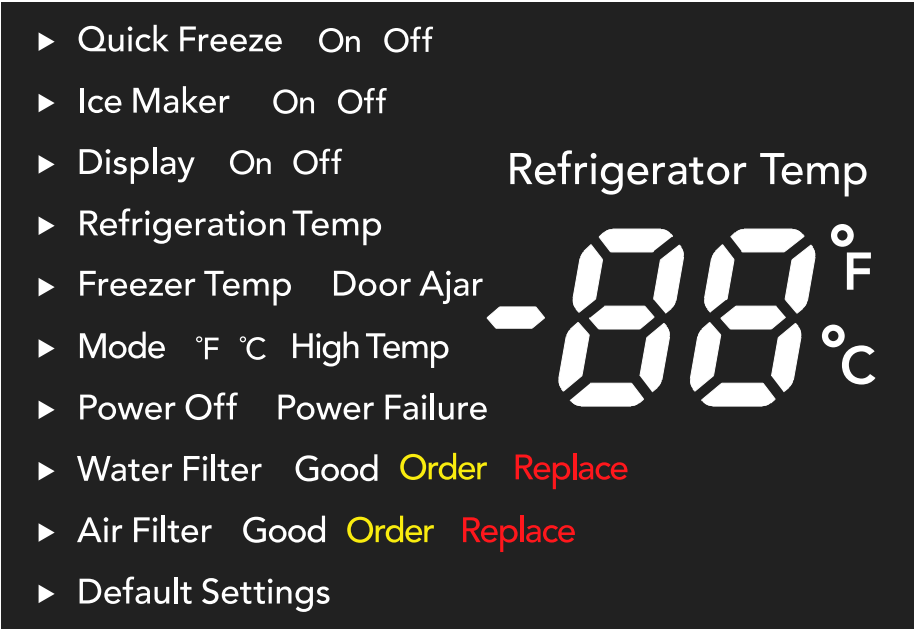 ▶ Quick Freeze On Off
▶ Ice Maker On Off
▶ Display On Off
Refrigerator Temp
▶ Refrigeration Temp
▶ Freezer Temp Door Ajar
-88 °F
°C
▶ Mode °F °C High Temp
▶ Power Off Power Failure
▶ Water Filter Good Order Replace
▶ Air Filter Good Order Replace
▶ Default Settings